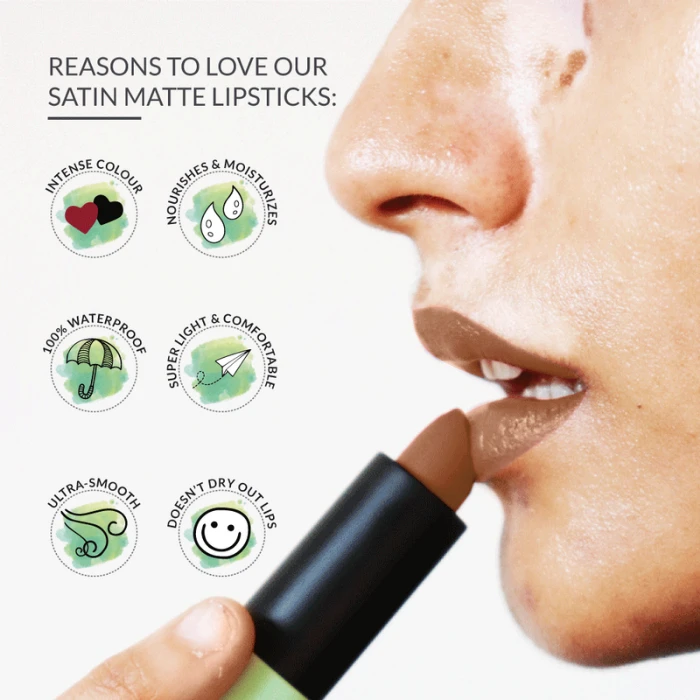 REASONS TO LOVE OUR
SATIN MATTE LIPSTICKS:
INTENSE COLOUR
NOURISHES & MOISTURIZES
100% WATERPROOF
SUPER LIGHT & COMFORTABLE
ULTRA-SMOOTH
DOESN'T DRY OUT LIPS